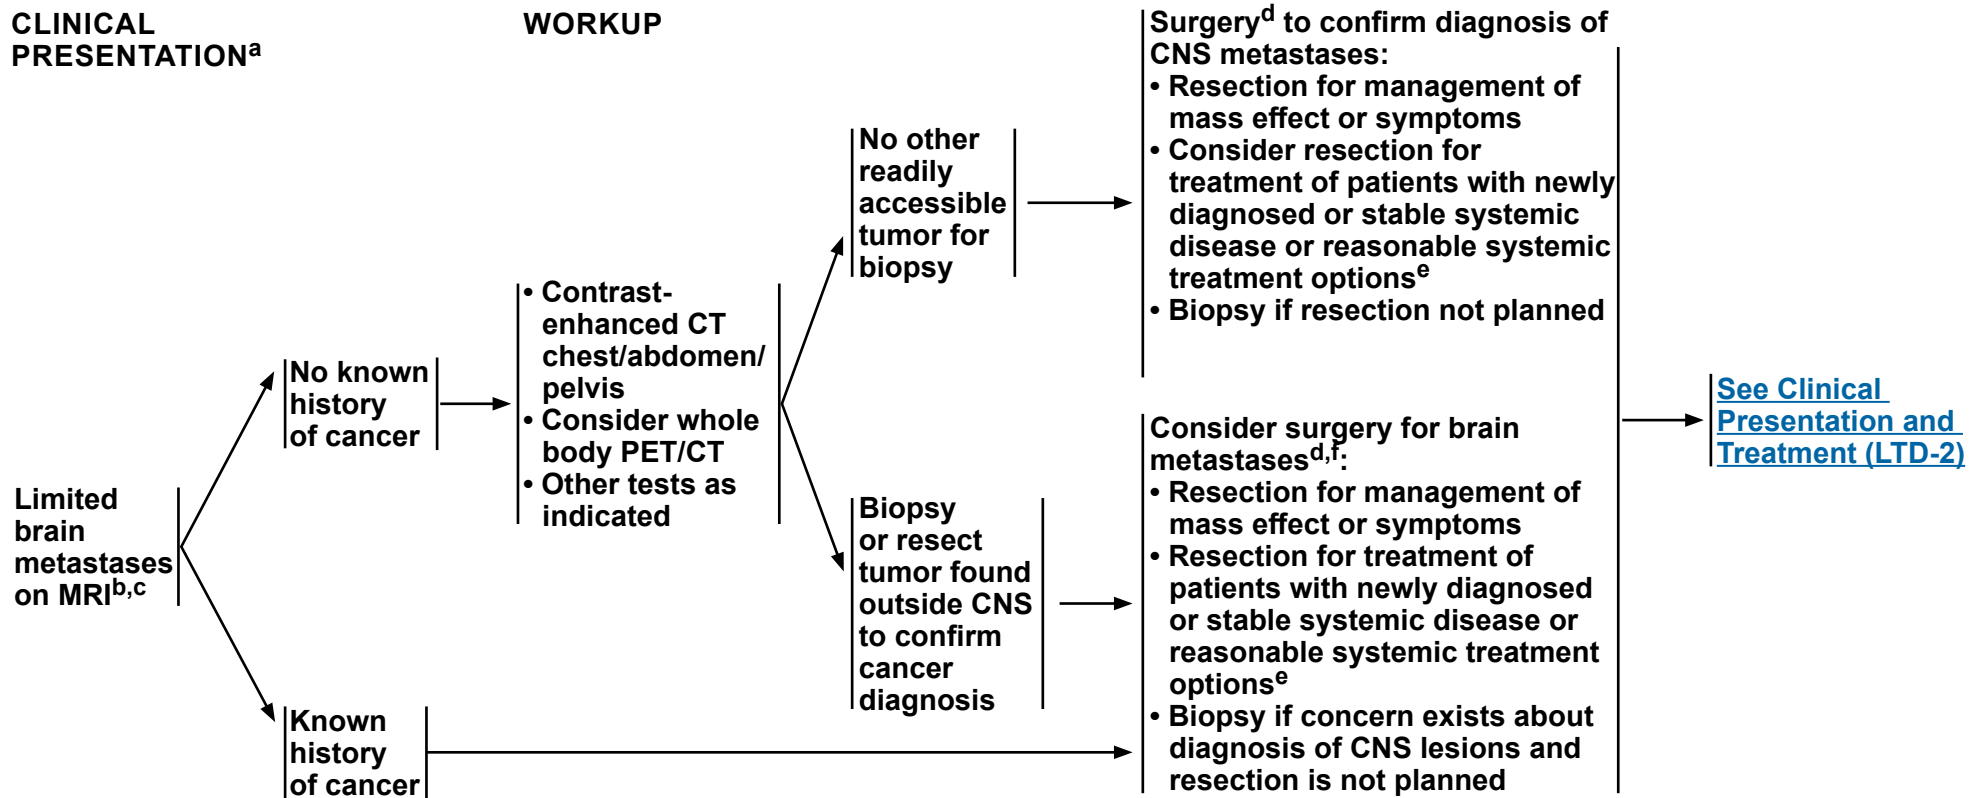 CLINICAL
PRESENTATIONa
WORKUP
Limited
brain
metastases
on MRIb,c
No known
history
of cancer
Known
history
of cancer
• Contrast-
enhanced CT
chest/abdomen/
pelvis
• Consider whole
body PET/CT
• Other tests as
indicated
No other
readily
accessible
tumor for
biopsy
Biopsy
or resect
tumor found
outside CNS
to confirm
cancer
diagnosis
Surgeryd to confirm diagnosis of
CNS metastases:
• Resection for management of
mass effect or symptoms
• Consider resection for
treatment of patients with newly
diagnosed or stable systemic
disease or reasonable systemic
treatment optionse
• Biopsy if resection not planned
Consider surgery for brain
metastasesd,f:
• Resection for management of
mass effect or symptoms
• Resection for treatment of
patients with newly diagnosed
or stable systemic disease or
reasonable systemic treatment
optionse
• Biopsy if concern exists about
diagnosis of CNS lesions and
resection is not planned
See Clinical
Presentation and
Treatment (LTD-2)